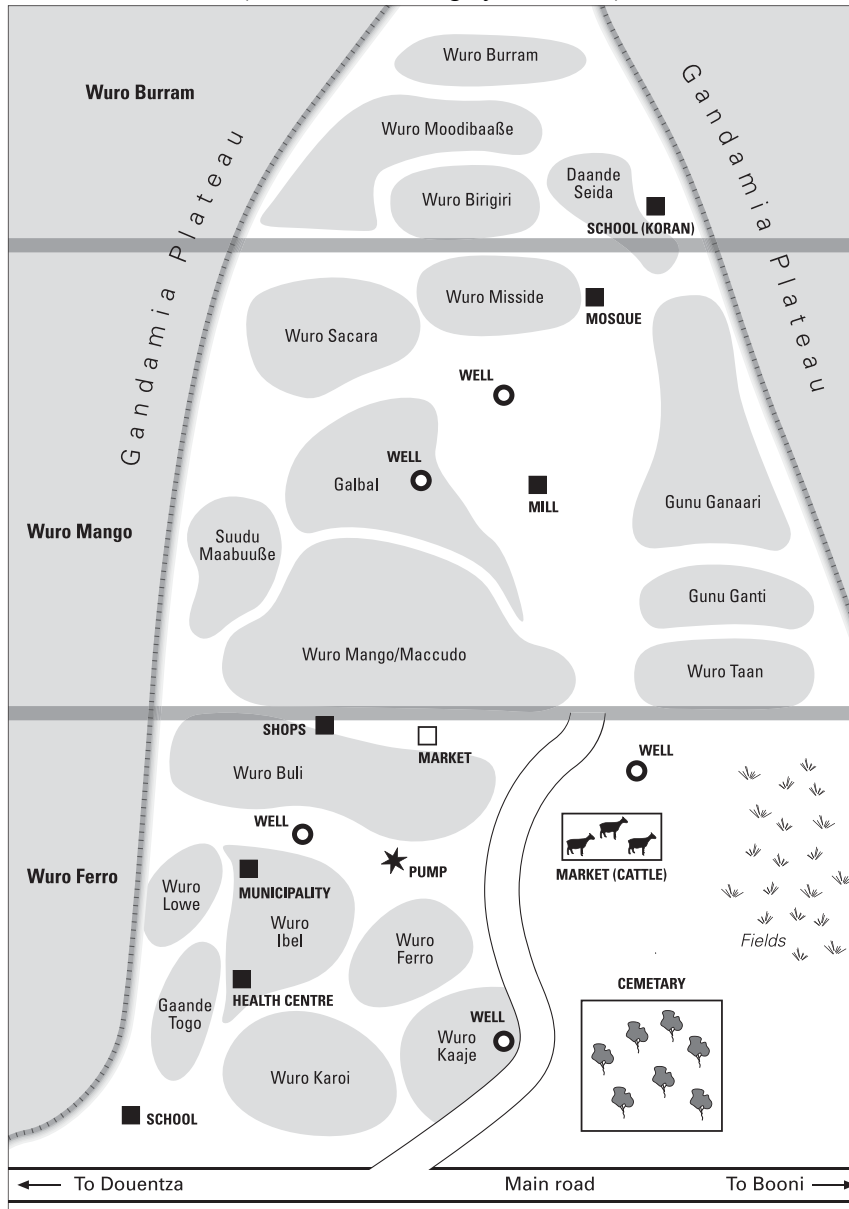 Wuro Burram
Wuro Burram
Gandamia Plateau
Gandamia Plateau
Wuro Moodibaaße
Daande
Seida
Wuro Birigiri
SCHOOL (KORAN)
Wuro Misside
MOSQUE
Wuro Sacara
WELL
WELL
Galbal
MILL
Gunu Ganaari
Wuro Mango
Suudu
Maabuuße
Gunu Ganti
Wuro Mango/Maccudo
Wuro Taan
SHOPS
MARKET
WELL
Wuro Buli
WELL
MARKET (CATTLE)
PUMP
Wuro Ferro
Wuro
Lowe
MUNICIPALITY
Wuro
Ibel
Wuro
Ferro
Fields
HEALTH CENTRE
CEMETARY
Gaande
Togo
WELL
Wuro
Kaaje
Wuro Karoi
SCHOOL
To Douentza
Main road
To Booni